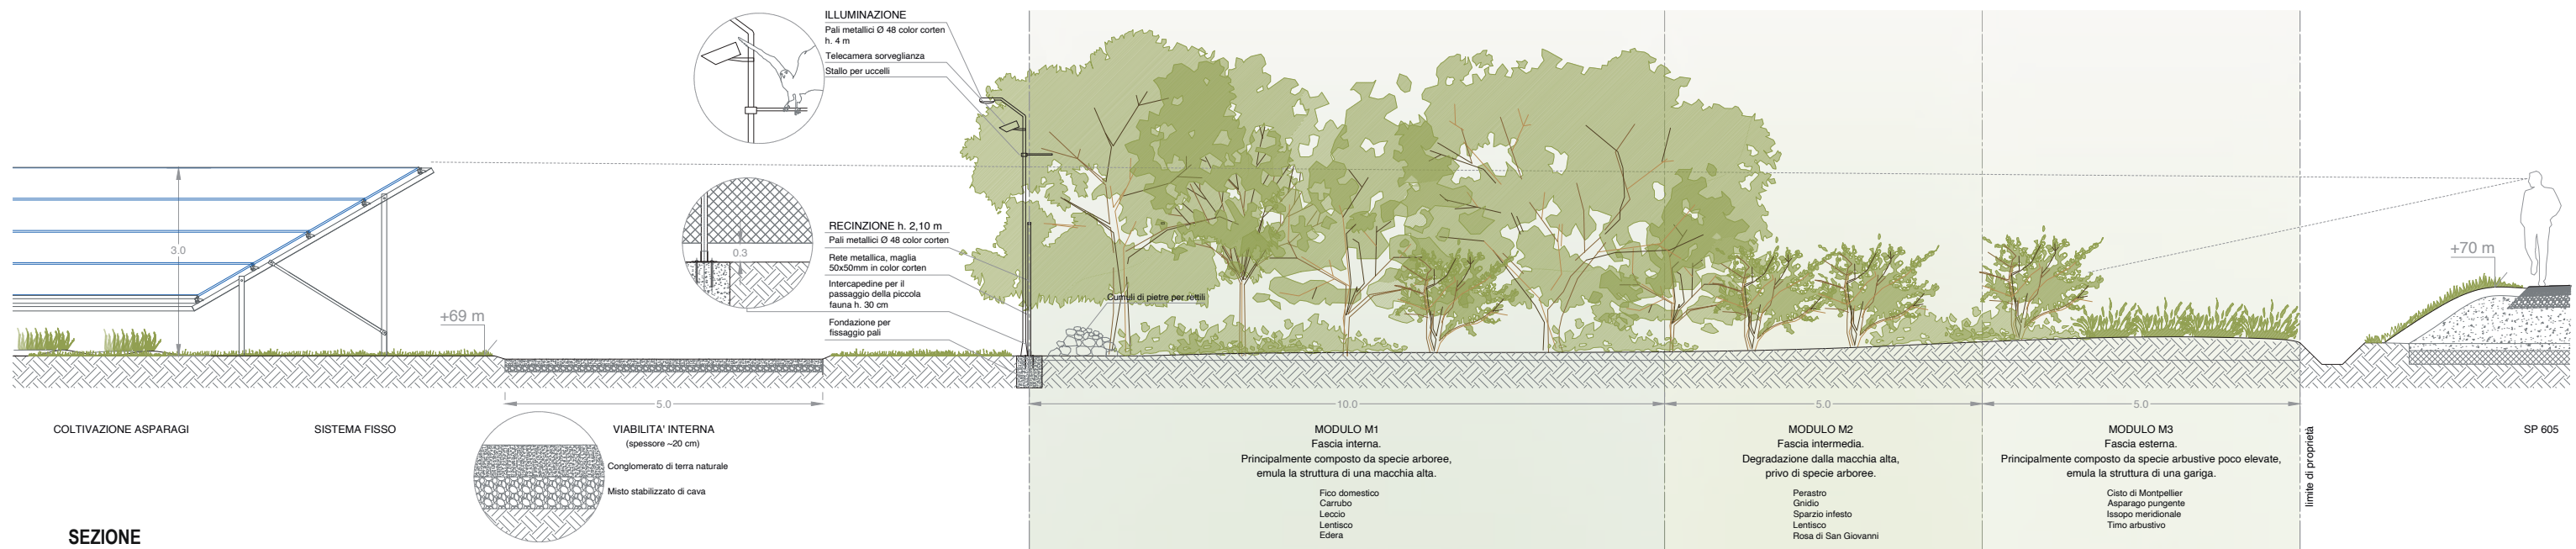 ILLUMINAZIONE
Pali metallici Ø 48 color corten
h. 4 m
Telecamera sorveglianza
Stallo per uccelli
3.0
+69 m
0.3
RECINZIONE h. 2,10 m
Pali metallici Ø 48 color corten
Rete metallica, maglia
50x50mm in color corten
Intercapedine per il
passaggio della piccola
fauna h. 30 cm
Fondazione per
fissaggio pali
Cumuli di pietre per rettili
+70 m
5.0
10.0
5.0
5.0
COLTIVAZIONE ASPARAGI
SISTEMA FISSO
VIABILITA' INTERNA
(spessore ~20 cm)
Conglomerato di terra naturale
Misto stabilizzato di cava
MODULO M1
Fascia interna.
Principalmente composto da specie arboree,
emula la struttura di una macchia alta.
Fico domestico
Carrubo
Leccio
Lentisco
Edera
MODULO M2
Fascia intermedia.
Degradazione dalla macchia alta,
privo di specie arboree.
Perastro
Gnidio
Sparzio infesto
Lentisco
Rosa di San Giovanni
MODULO M3
Fascia esterna.
Principalmente composto da specie arbustive poco elevate,
emula la struttura di una gariga.
Cisto di Montpellier
Asparago pungente
Issopo meridionale
Timo arbustivo
limite di proprietà
SP 605
SEZIONE